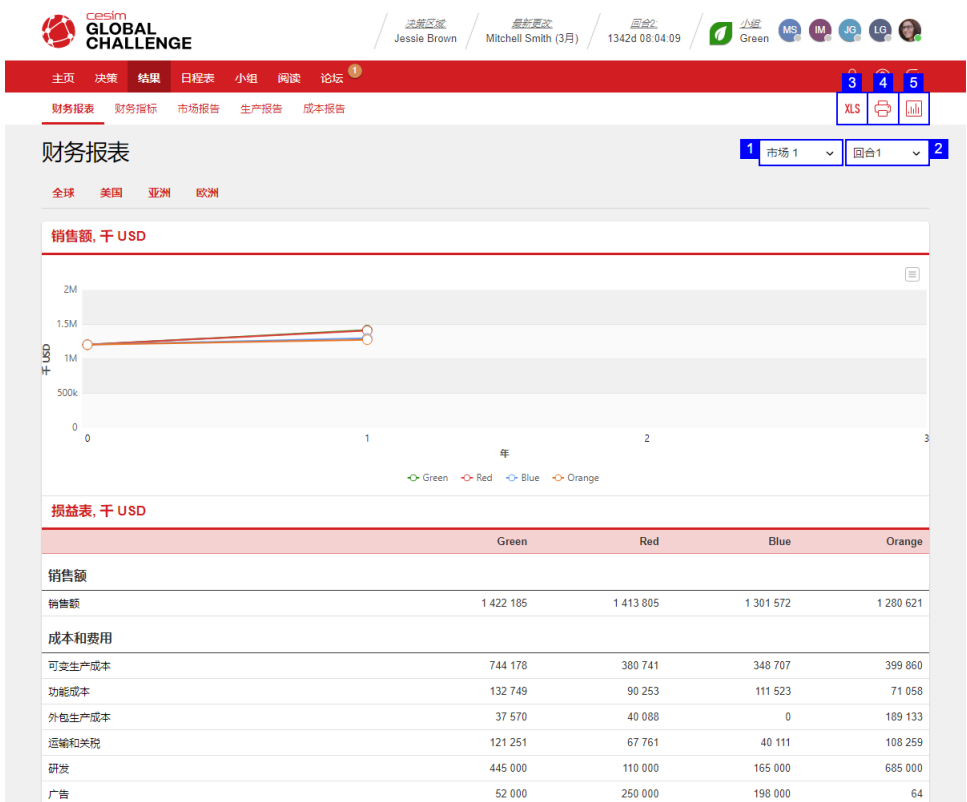 cesim
GLOBAL
CHALLENGE
决策区域:
Jessie Brown
最新更改:
Mitchell Smith (3月)
回合2:
1342d 08:04:09
小组:
Green
MS IM JG LG
主页 决策 结果 日程表 小组 阅读 论坛 1
3 4 5
财务报表 财务指标 市场报告 生产报告 成本报告
XLS
财务报表
1 市场 1 回合1 2
全球 美国 亚洲 欧洲
销售额, 千 USD
2M
1.5M
1M
500k
0
千 USD
0 1 2 3
年
Green Red Blue Orange
损益表, 千 USD
Green Red Blue Orange
销售额
销售额 1 422 185 1 413 805 1 301 572 1 280 621
成本和费用
可变生产成本 744 178 380 741 348 707 399 860
功能成本 132 749 90 253 111 523 71 058
外包生产成本 37 570 40 088 0 189 133
运输和关税 121 251 67 761 40 111 108 259
研发 445 000 110 000 165 000 685 000
广告 52 000 250 000 198 000 64